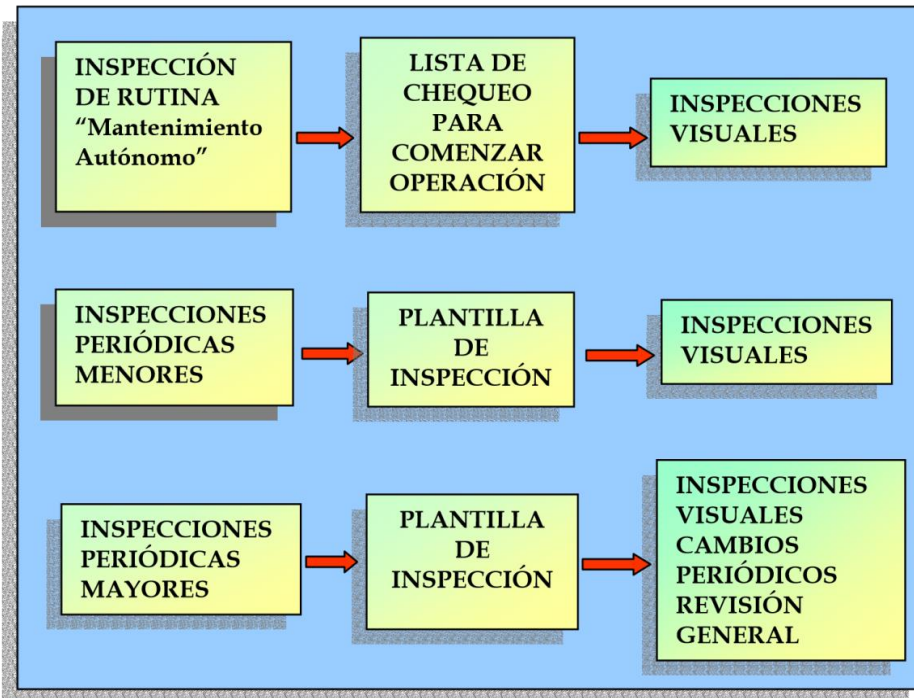 INSPECCIÓN
DE RUTINA
“Mantenimiento
Autónomo”
LISTA DE
CHEQUEO
PARA
COMENZAR
OPERACIÓN
INSPECCIONES
VISUALES
INSPECCIONES
PERIÓDICAS
MENORES
PLANTILLA
DE
INSPECCIÓN
INSPECCIONES
VISUALES
INSPECCIONES
PERIÓDICAS
MAYORES
PLANTILLA
DE
INSPECCIÓN
INSPECCIONES
VISUALES
CAMBIOS
PERIÓDICOS
REVISIÓN
GENERAL